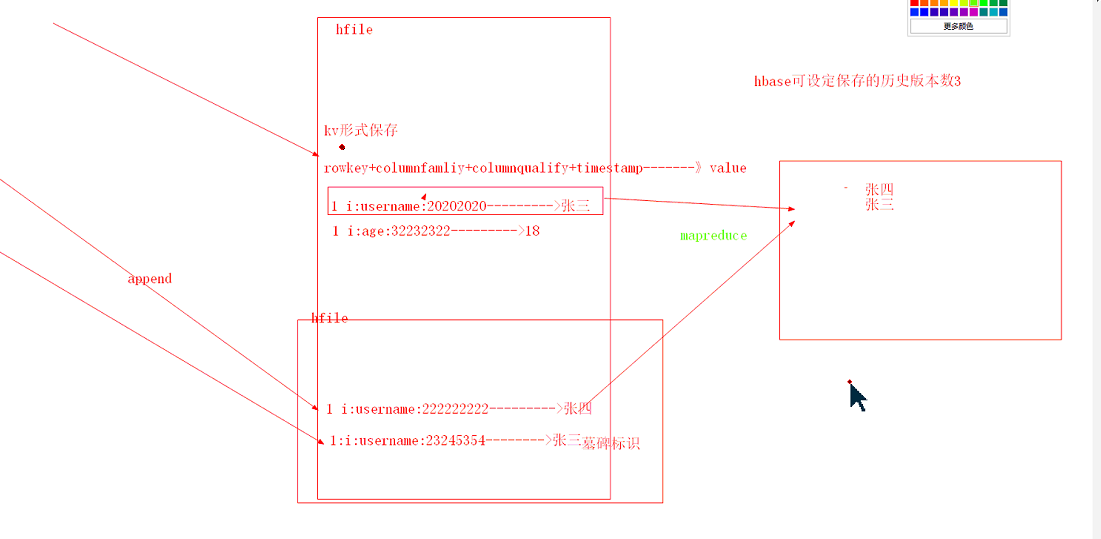 更多颜色
hfile
hbase可设定保存的历史版本数3
kv形式保存
rowkey+columnfamliy+columnqualify+timestamp-------》value
张四
张三
1 i:username:20202020--------->张三
1 i:age:32232322--------->18
mapreduce
append
hfile
1 i:username:222222222--------->张四
1:i:username:23245354-------->张三墓碑标识